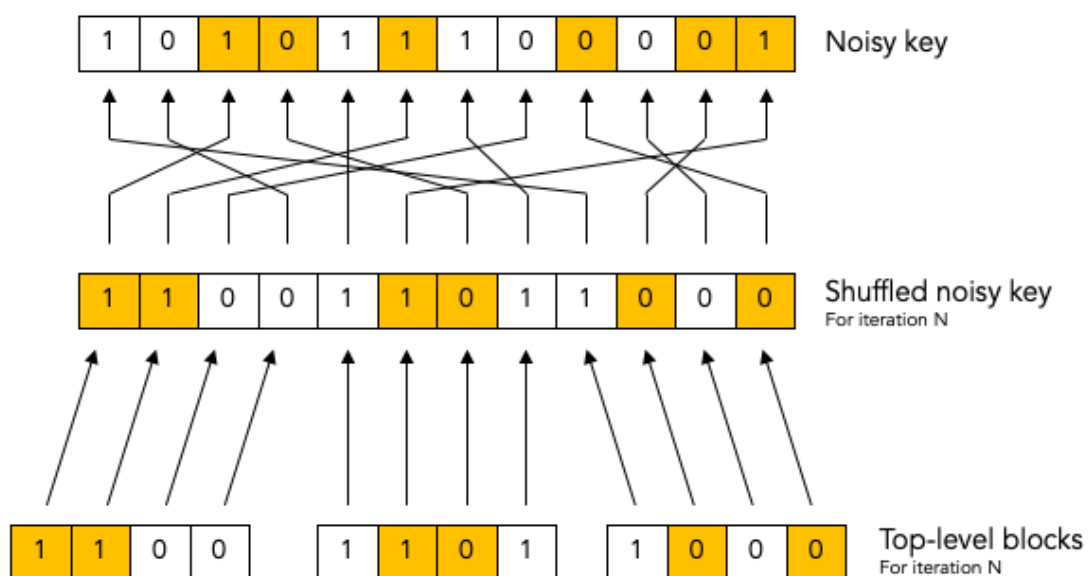 1 0 1 0 1 1 1 0 0 0 0 1 Noisy key
1 1 0 0 1 1 0 1 1 0 0 0 Shuffled noisy key
For iteration N
1 1 0 0 1 1 0 1 1 0 0 0 Top-level blocks
For iteration N